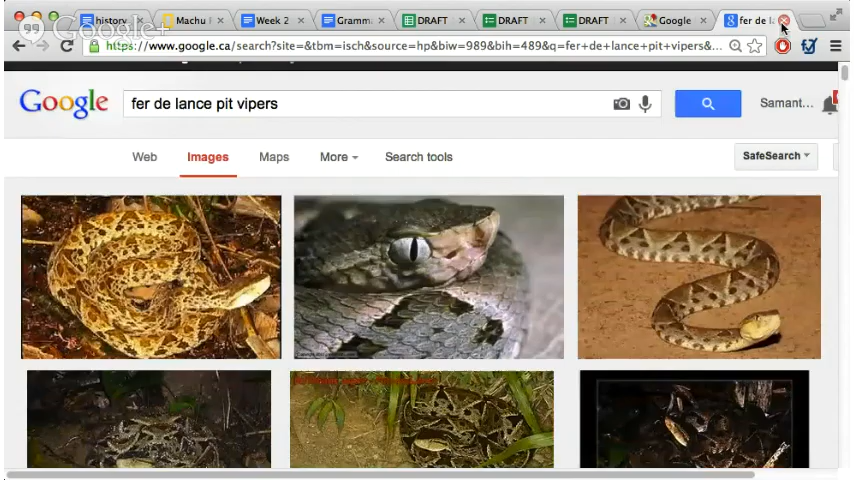 history
Machu
Week 2
Gramma
DRAFT
DRAFT
DRAFT
Google
fer de l
Google+
https://www.google.ca/search?site=&tbm=isch&source=hp&biw=989&bih=489&q=fer+de+lance+pit+vipers&...
Google
fer de lance pit vipers
Samant...
Web
Images
Maps
More
Search tools
SafeSearch